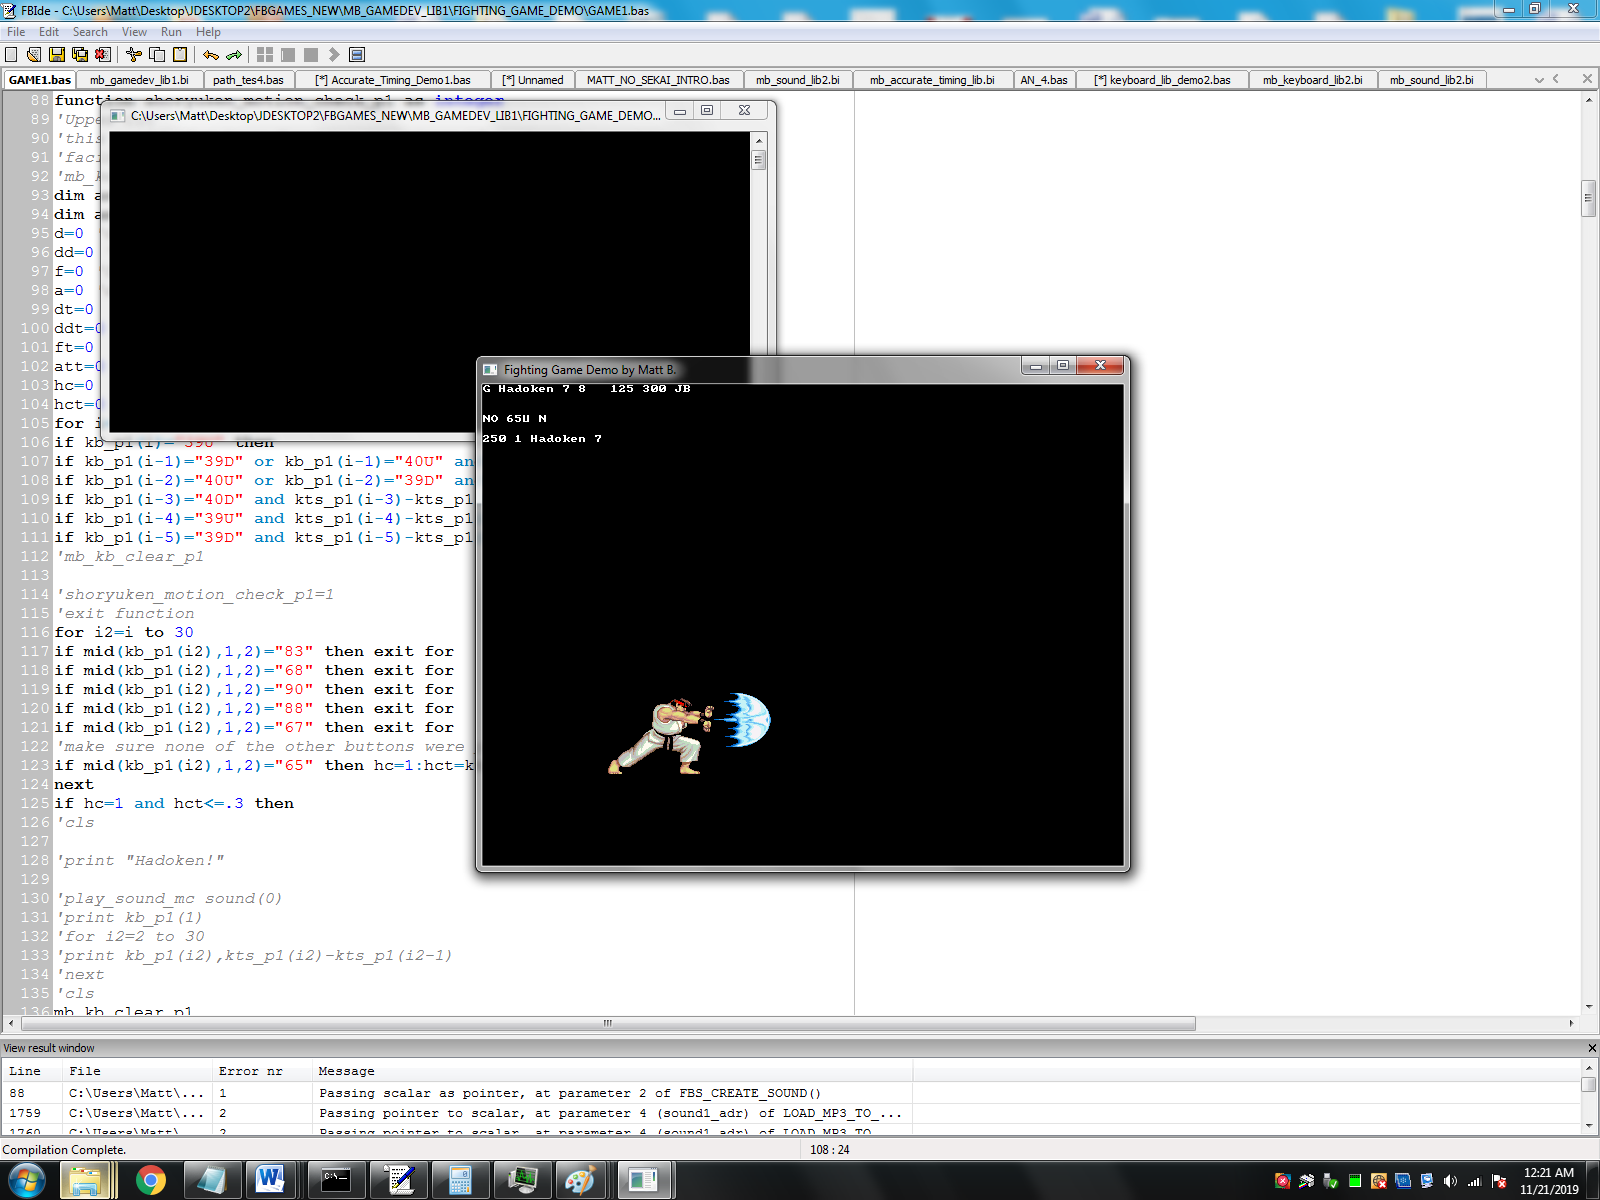 FBIde - C:\Users\Matt\Desktop\JDESKTOP2\FBGAMES_NEW\MB_GAMEDEV_LIB1\FIGHTING_GAME_DEMO\GAME1.bas
File Edit Search View Run Help
GAME1.bas mb_gamedev_lib1.bi path_tes4.bas [*] Accurate_Timing_Demo1.bas [*] Unnamed MATT_NO_SEKAI_INTRO.bas mb_sound_lib2.bi mb_accurate_timing_lib.bi AN_4.bas [*] keyboard_lib_demo2.bas mb_keyboard_lib2.bi mb_sound_lib2.bi
88 function shoryuken_motion_check_p1 as integer
89 'Uppe
90 'this
91 'faci
92 'mb_k
93 dim a
94 dim a
95 d=0
96 dd=0
97 f=0
98 a=0
99 dt=0
100 ddt=0
101 ft=0
102 att=0
103 hc=0
104 hct=0
105 for i
106 if kb_p1(i)="39U" then
107 if kb_p1(i-1)="39D" or kb_p1(i-1)="40U" an
108 if kb_p1(i-2)="40U" or kb_p1(i-2)="39D" an
109 if kb_p1(i-3)="40D" and kts_p1(i-3)-kts_p1
110 if kb_p1(i-4)="39U" and kts_p1(i-4)-kts_p1
111 if kb_p1(i-5)="39D" and kts_p1(i-5)-kts_p1
112 'mb_kb_clear_p1
113
114 'shoryuken_motion_check_p1=1
115 'exit function
116 for i2=i to 30
117 if mid(kb_p1(i2),1,2)="83" then exit for
118 if mid(kb_p1(i2),1,2)="68" then exit for
119 if mid(kb_p1(i2),1,2)="90" then exit for
120 if mid(kb_p1(i2),1,2)="88" then exit for
121 if mid(kb_p1(i2),1,2)="67" then exit for
122 'make sure none of the other buttons were
123 if mid(kb_p1(i2),1,2)="65" then hc=1:hct=k
124 next
125 if hc=1 and hct<=.3 then
126 'cls
127
128 'print "Hadoken!"
129
130 'play_sound_mc sound(0)
131 'print kb_p1(1)
132 'for i2=2 to 30
133 'print kb_p1(i2),kts_p1(i2)-kts_p1(i2-1)
134 'next
135 'cls
136 mb_kb_clear_p1
C:\Users\Matt\Desktop\JDESKTOP2\FBGAMES_NEW\MB_GAMEDEV_LIB1\FIGHTING_GAME_DEMO...
Fighting Game Demo by Matt B.
G Hadoken 7 8 125 300 JB
NO 65U N
250 1 Hadoken 7
View result window
Line File Error nr Message
88 C:\Users\Matt\... 1 Passing scalar as pointer, at parameter 2 of FBS_CREATE_SOUND()
1759 C:\Users\Matt\... 2 Passing pointer to scalar, at parameter 4 (sound1_adr) of LOAD_MP3_TO_...
1760 C:\Users\Matt\... 2 Passing pointer to scalar, at parameter 4 (sound1_adr) of LOAD_MP3_TO_...
Compilation Complete. 108 : 24
12:21 AM
11/21/2019